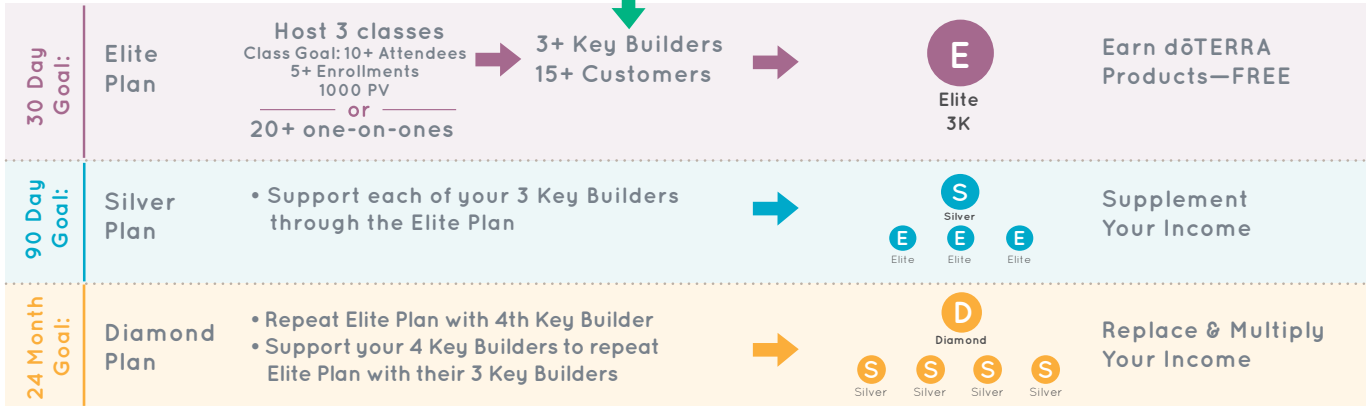 30 Day
Goal:
Elite
Plan
Host 3 classes
Class Goal: 10+ Attendees
5+ Enrollments
1000 PV
or
20+ one-on-ones
3+ Key Builders
15+ Customers
E
Elite
3K
Earn dōTERRA
Products—FREE
90 Day
Goal:
Silver
Plan
• Support each of your 3 Key Builders
through the Elite Plan
S
Silver
E E E
Elite Elite Elite
Supplement
Your Income
24 Month
Goal:
Diamond
Plan
• Repeat Elite Plan with 4th Key Builder
• Support your 4 Key Builders to repeat
Elite Plan with their 3 Key Builders
D
Diamond
S S S S
Silver Silver Silver Silver
Replace & Multiply
Your Income